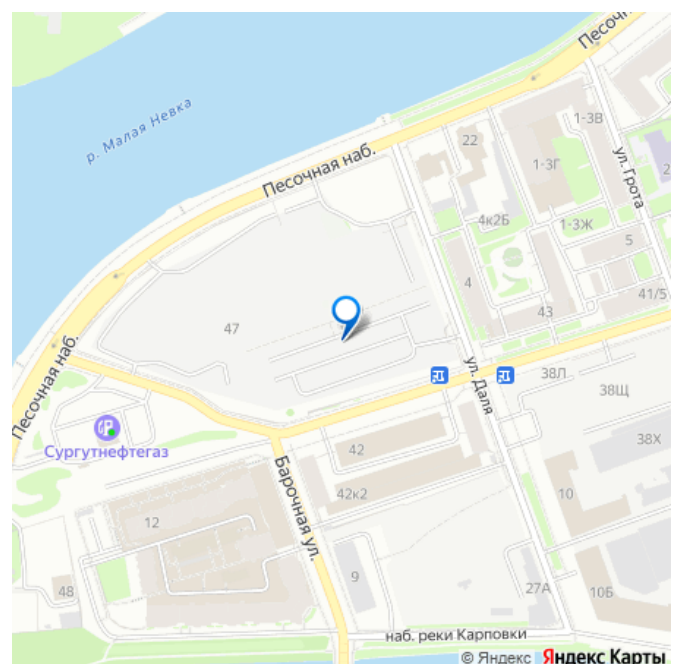 Песочн
р. Малая Невка
Песочная наб.
22
1-3В
1-3Г
ул. Грота
2
4к2Б
1-3Ж
5
4
43
41/5
47
Песочная наб.
ул. Даля
38Л
38Щ
38Х
Сургутнефтегаз
42
42к2
Барочная ул.
10
12
9
48
27А
10Б
наб. реки Карповки
© Яндекс Яндекс Карты